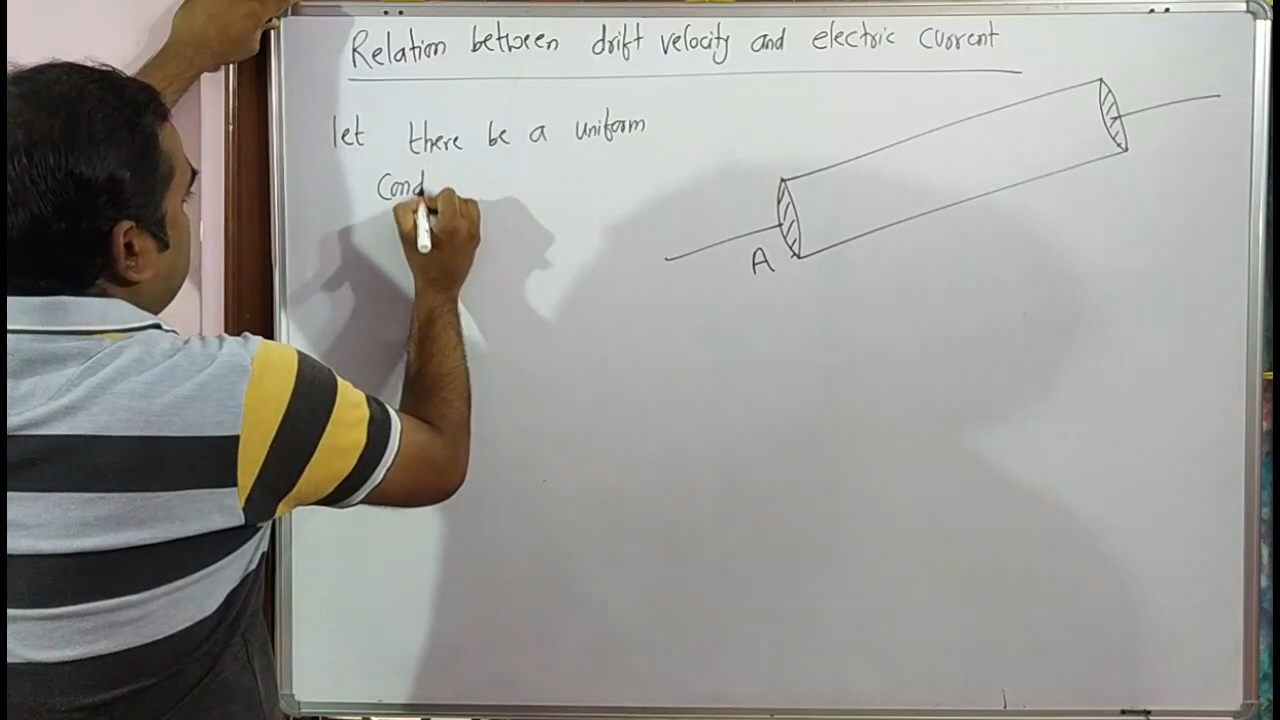 Relation between drift velocity and electric current
let there be a uniform
Cond
A